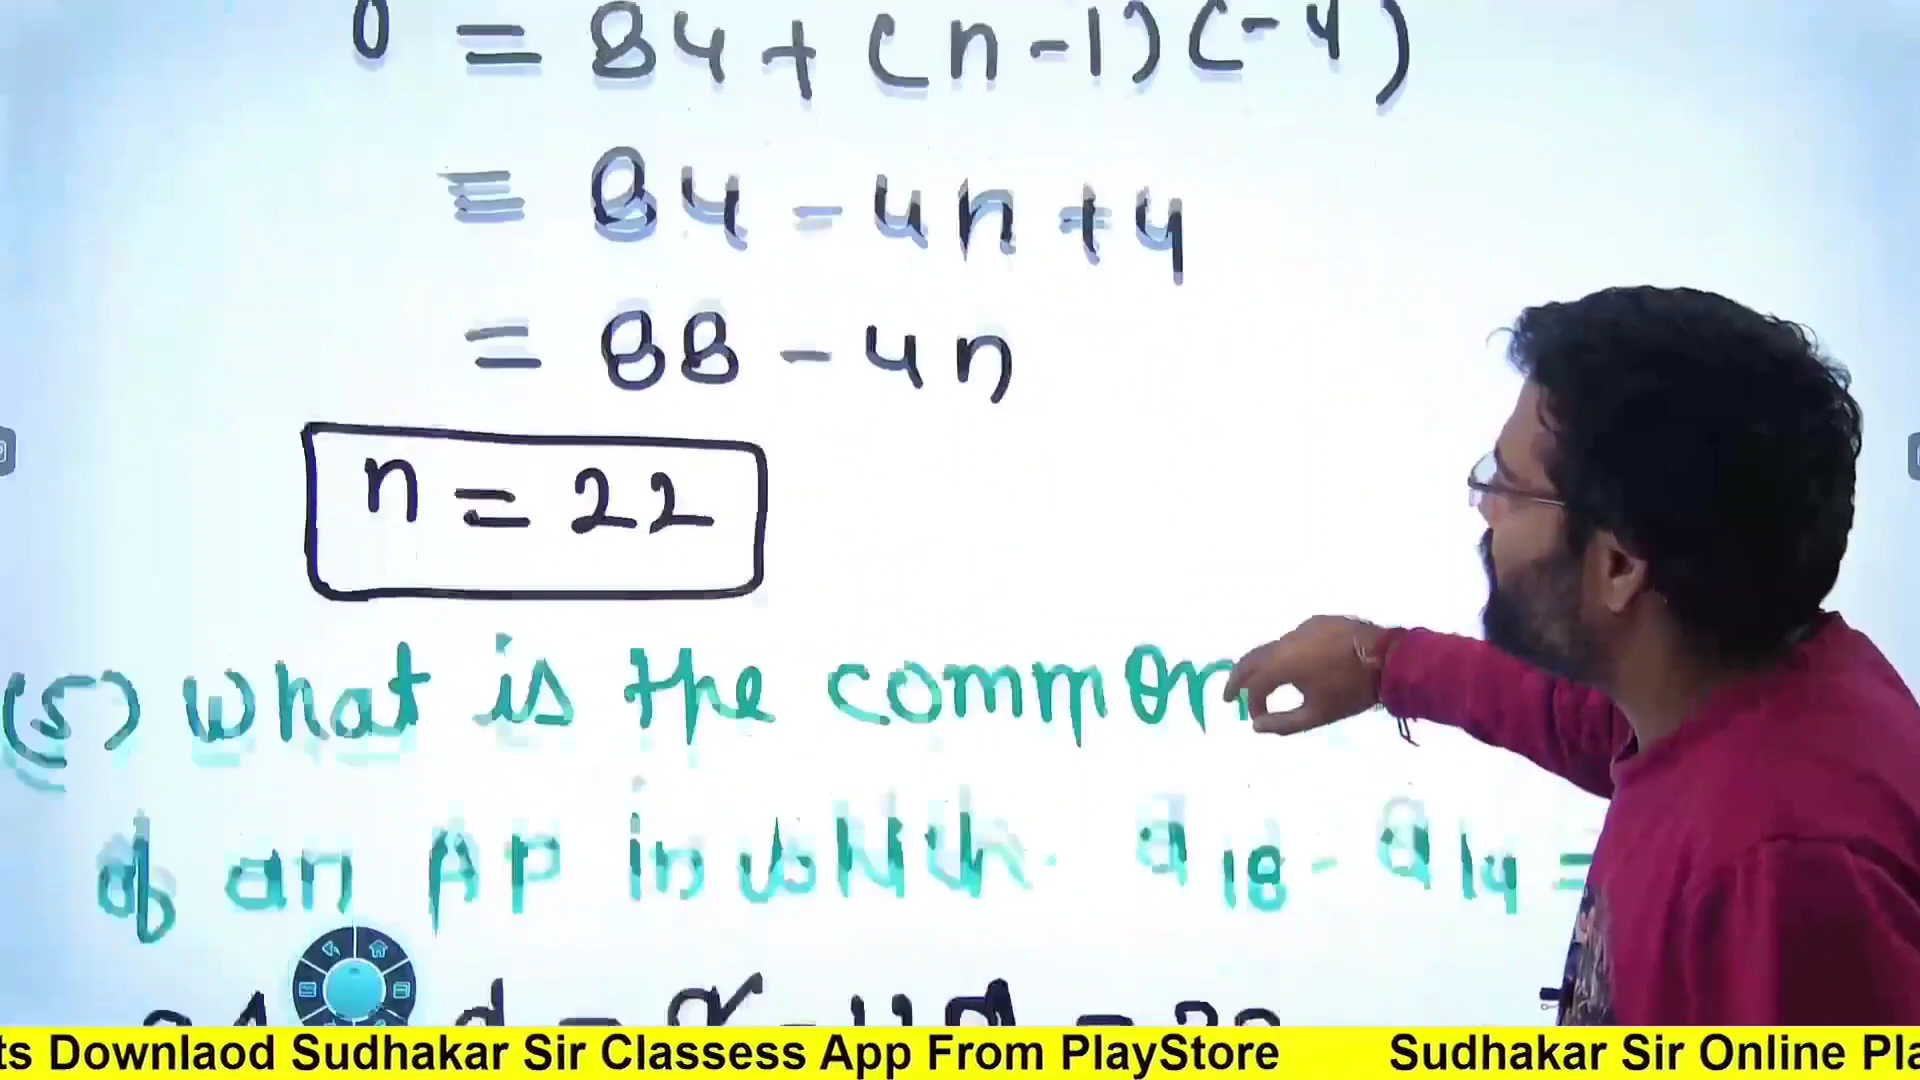 0 = 84 + (n-1)(-4)
= 84 - 4n + 4
= 88 - 4n
n = 22
(5) what is the common
of an AP in which a18 - a14 =
ts Downlaod Sudhakar Sir Classess App From PlayStore Sudhakar Sir Online Pla